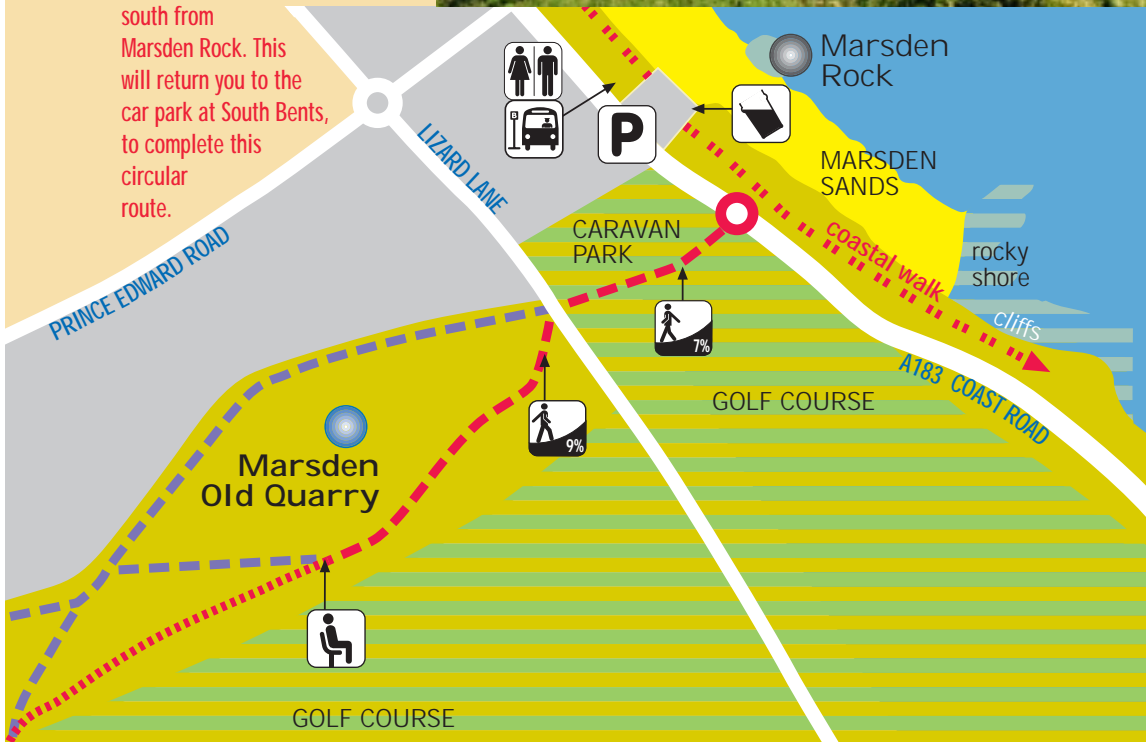 south from
Marsden Rock. This
will return you to the
car park at South Bents,
to complete this
circular
route.
Marsden
Rock
B
P
LIZARD LANE
MARSDEN
SANDS
CARAVAN
PARK
coastal walk
rocky
shore
PRINCE EDWARD ROAD
cliffs
7%
A183 COAST ROAD
GOLF COURSE
9%
Marsden
Old Quarry
GOLF COURSE